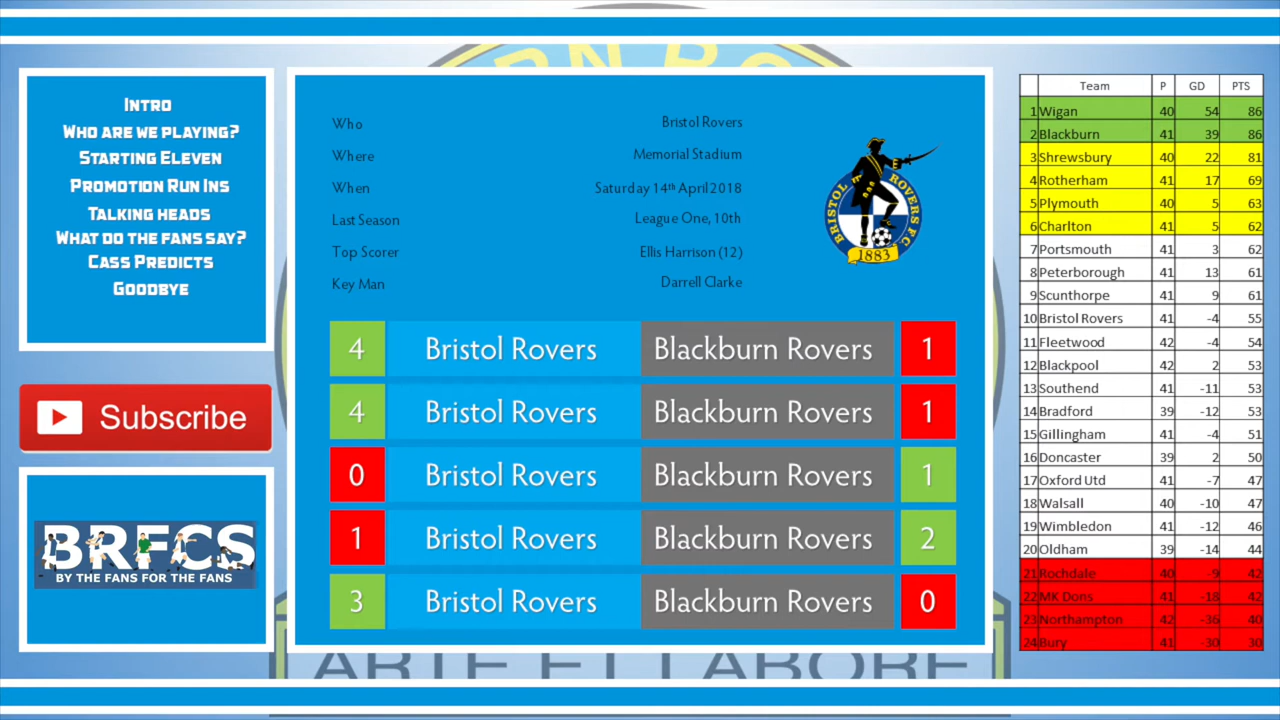 INTRO
WHO ARE WE PLAYING?
STARTING ELEVEN
PROMOTION RUN INS
TALKING HEADS
WHAT DO THE FANS SAY?
CASS PREDICTS
GOODBYE
Subscribe
BRFCS
BY THE FANS FOR THE FANS
Who Bristol Rovers
Where Memorial Stadium
When Saturday 14th April 2018
Last Season League One, 10th
Top Scorer Ellis Harrison (12)
Key Man Darrell Clarke
BRISTOL ROVERS FC
1883
4 Bristol Rovers Blackburn Rovers 1
4 Bristol Rovers Blackburn Rovers 1
0 Bristol Rovers Blackburn Rovers 1
1 Bristol Rovers Blackburn Rovers 2
3 Bristol Rovers Blackburn Rovers 0
Team P GD PTS
1 Wigan 40 54 86
2 Blackburn 41 39 86
3 Shrewsbury 40 22 81
4 Rotherham 41 17 69
5 Plymouth 40 5 63
6 Charlton 41 5 62
7 Portsmouth 41 3 62
8 Peterborough 41 13 61
9 Scunthorpe 41 9 61
10 Bristol Rovers 41 -4 55
11 Fleetwood 42 -4 54
12 Blackpool 42 2 53
13 Southend 41 -11 53
14 Bradford 39 -12 53
15 Gillingham 41 -4 51
16 Doncaster 39 2 50
17 Oxford Utd 41 -7 47
18 Walsall 40 -10 47
19 Wimbledon 41 -12 46
20 Oldham 39 -14 44
21 Rochdale 40 -9 42
22 MK Dons 41 -18 42
23 Northampton 42 -36 40
24 Bury 41 -30 30
ARTE ET LABORE